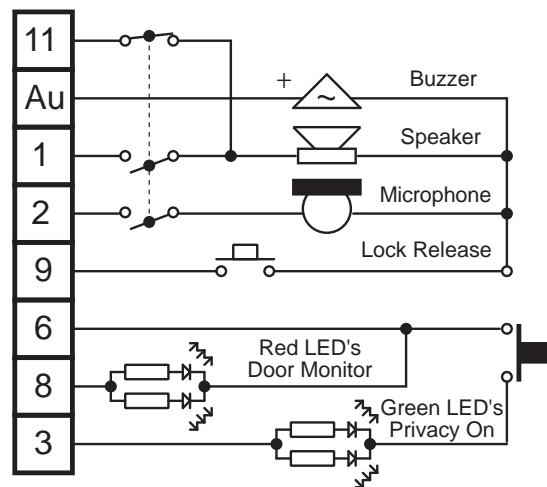 11
Au
+
~
Buzzer
1
Speaker
2
Microphone
9
Lock Release
6
Red LED's
Door Monitor
8
Green LED's
Privacy On
3